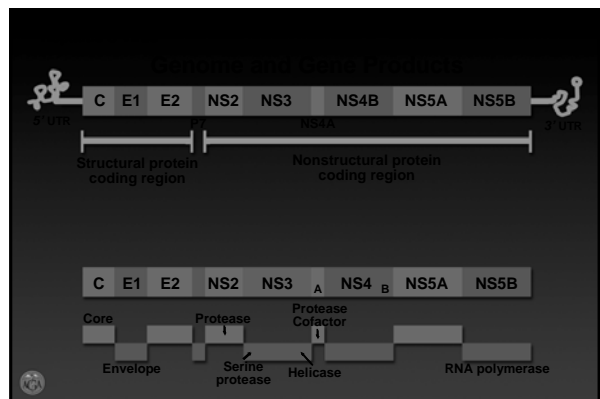 Genome and Gene Products
C E1 E2 NS2 NS3 NS4B NS5A NS5B
5' UTR P7 NS4A 3' UTR
Structural protein
coding region
Nonstructural protein
coding region
C E1 E2 NS2 NS3 A NS4 B NS5A NS5B
Core
Envelope
Protease
Serine
protease
Helicase
Protease
Cofactor
RNA polymerase
AGA